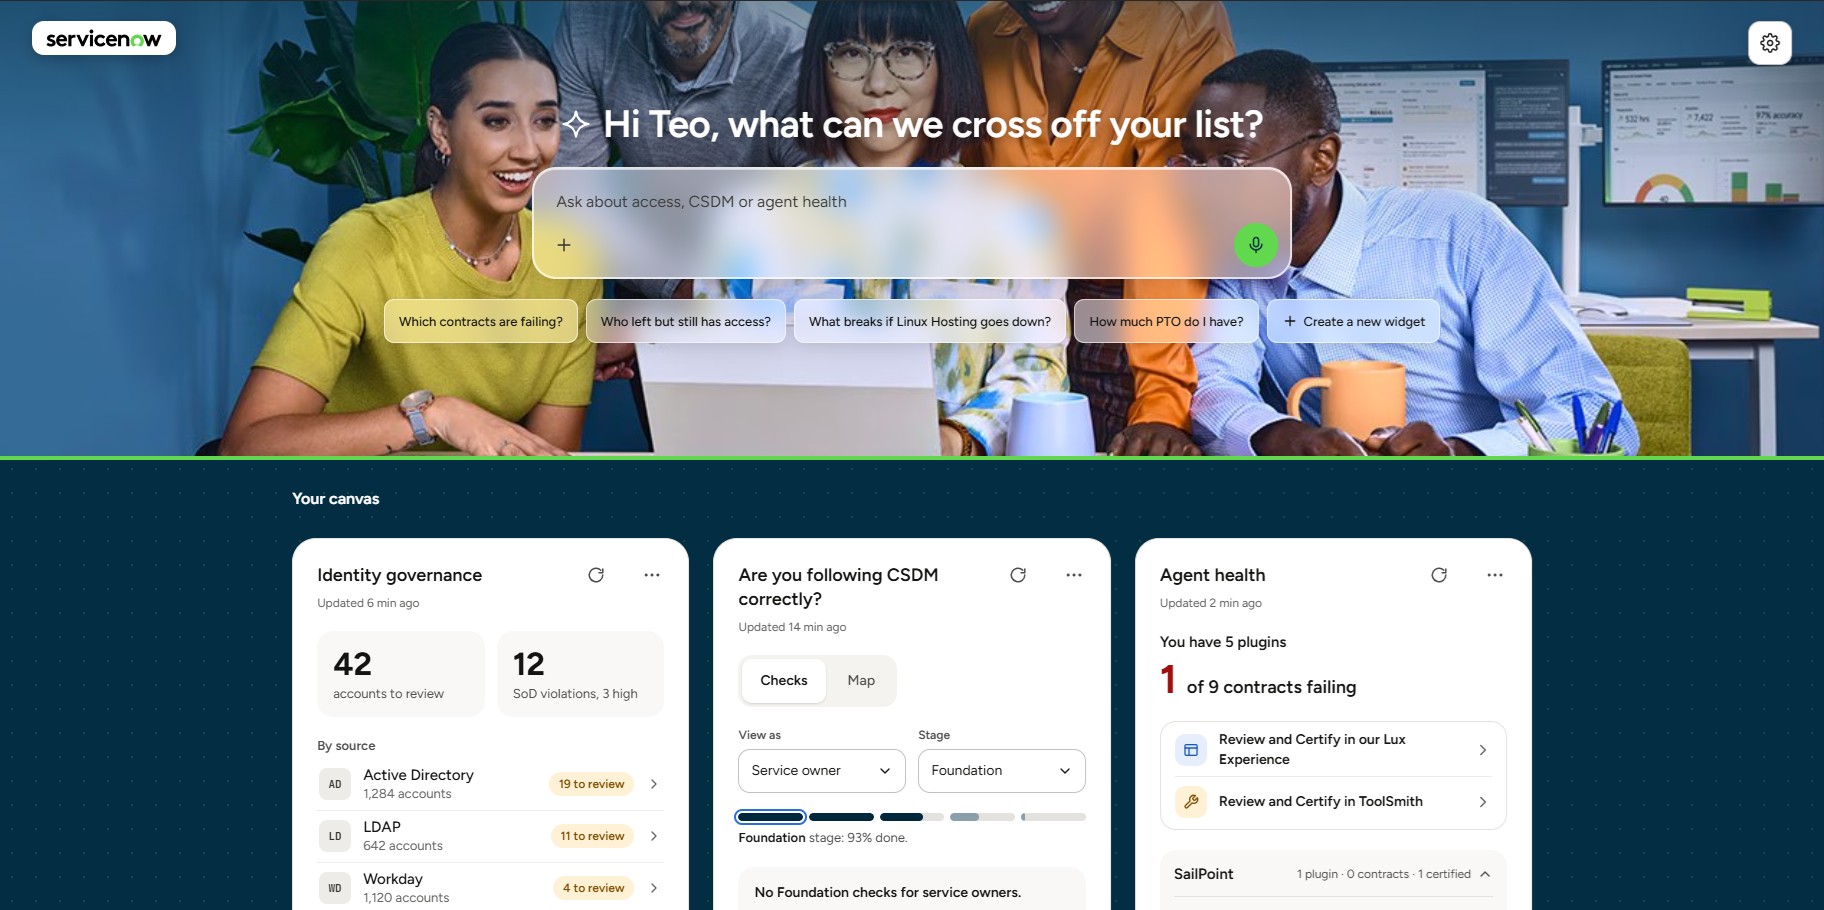 servicenow
Hi Teo, what can we cross off your list?
Ask about access, CSDM or agent health
Which contracts are failing?
Who left but still has access?
What breaks if Linux Hosting goes down?
How much PTO do I have?
Create a new widget
532 hrs
7,422
97% accuracy
40
Your canvas
Identity governance
Updated 6 min ago
42
accounts to review
12
SoD violations, 3 high
By source
AD
Active Directory
1,284 accounts
19 to review
LD
LDAP
642 accounts
11 to review
WD
Workday
1,120 accounts
4 to review
Are you following CSDM
correctly?
Updated 14 min ago
Checks
Map
View as
Stage
Service owner
Foundation
Foundation stage: 93% done.
No Foundation checks for service owners.
Agent health
Updated 2 min ago
You have 5 plugins
1 of 9 contracts failing
Review and Certify in our Lux
Experience
Review and Certify in ToolSmith
SailPoint
1 plugin · 0 contracts · 1 certified